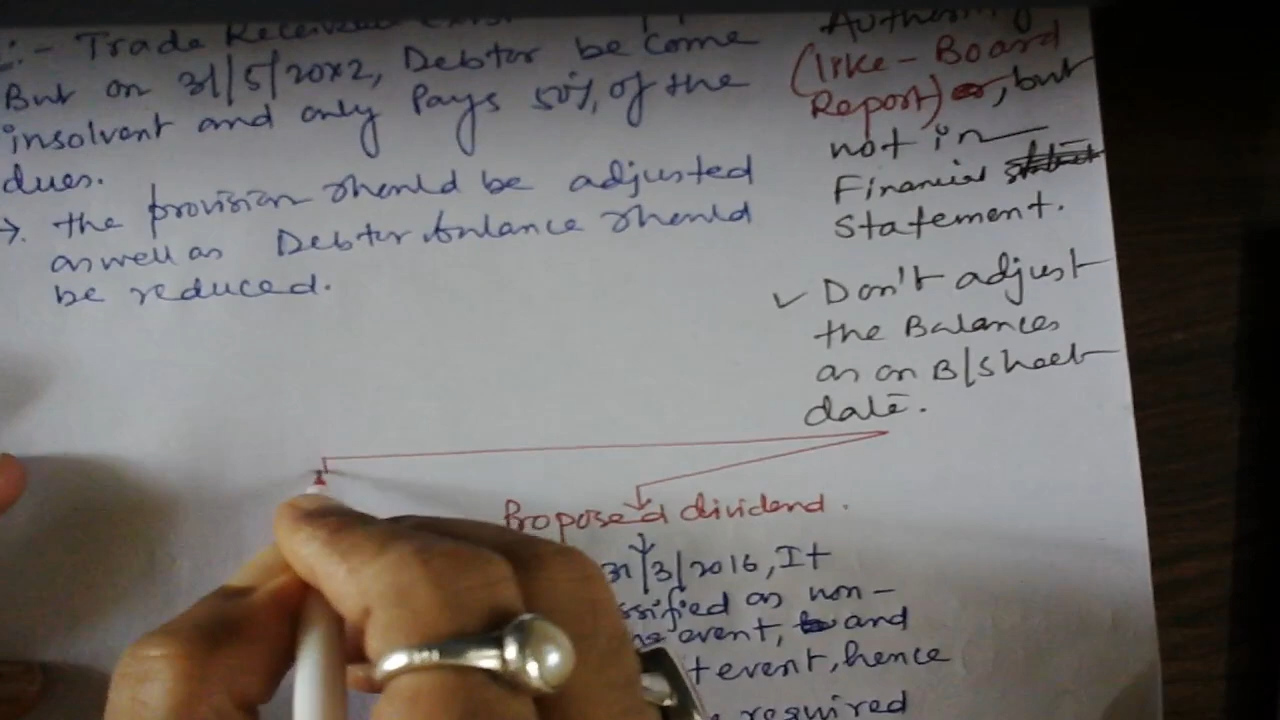 :- Trade
But on 31/5/20x2, Debtor become
insolvent and only Pays 50% of the
dues.
→. the provision should be adjusted
as well as Debtor balance should
be reduced.
(like - Board
Report), but
not in
Financial
Statement.
✓ Don't adjust
the Balances
as on B/Sheet
date.
Proposed dividend.
31/3/2016, It
ssified as non-
event, and
t event, hence
required